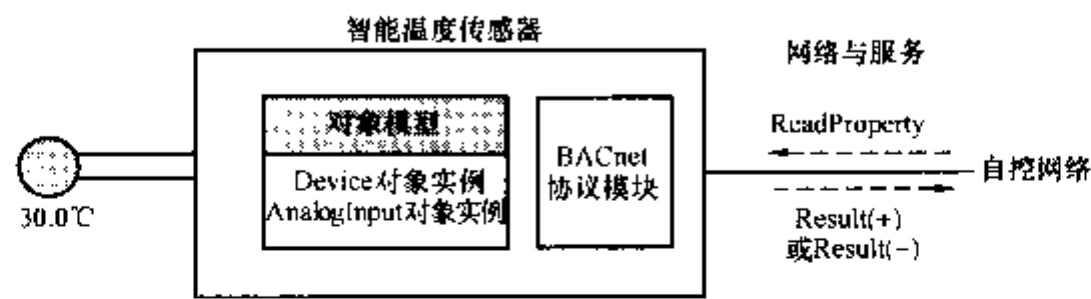 智能温度传感器
网络与服务
对象模型
Device对象实例
AnalogInput对象实例
BACnet
协议模块
ReadProperty
自控网络
30.0℃
Result(+)
或Result(-)